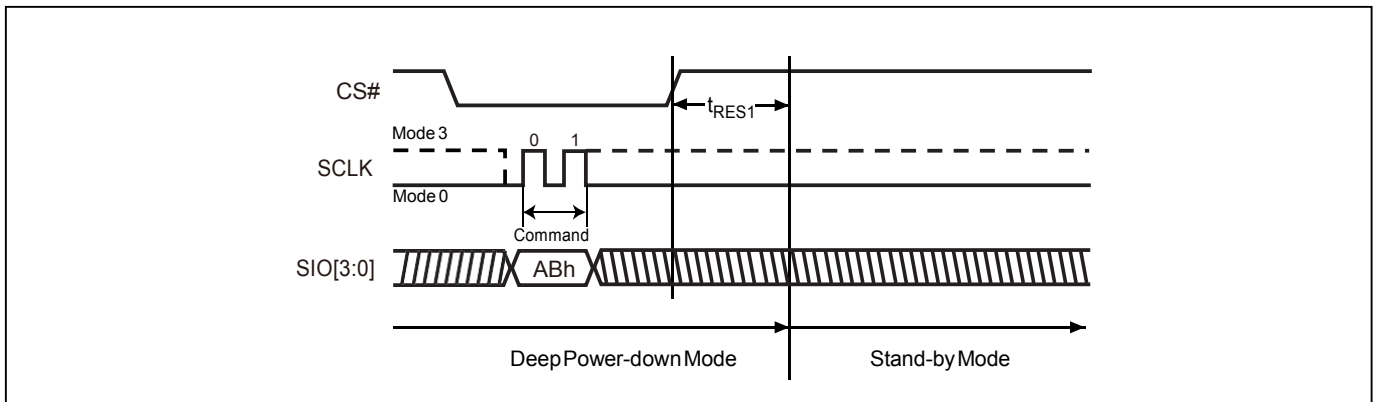 CS#
tRES1
Mode 3
0 1
SCLK
Mode 0
Command
SIO[3:0]
ABh
Deep Power-down Mode
Stand-by Mode